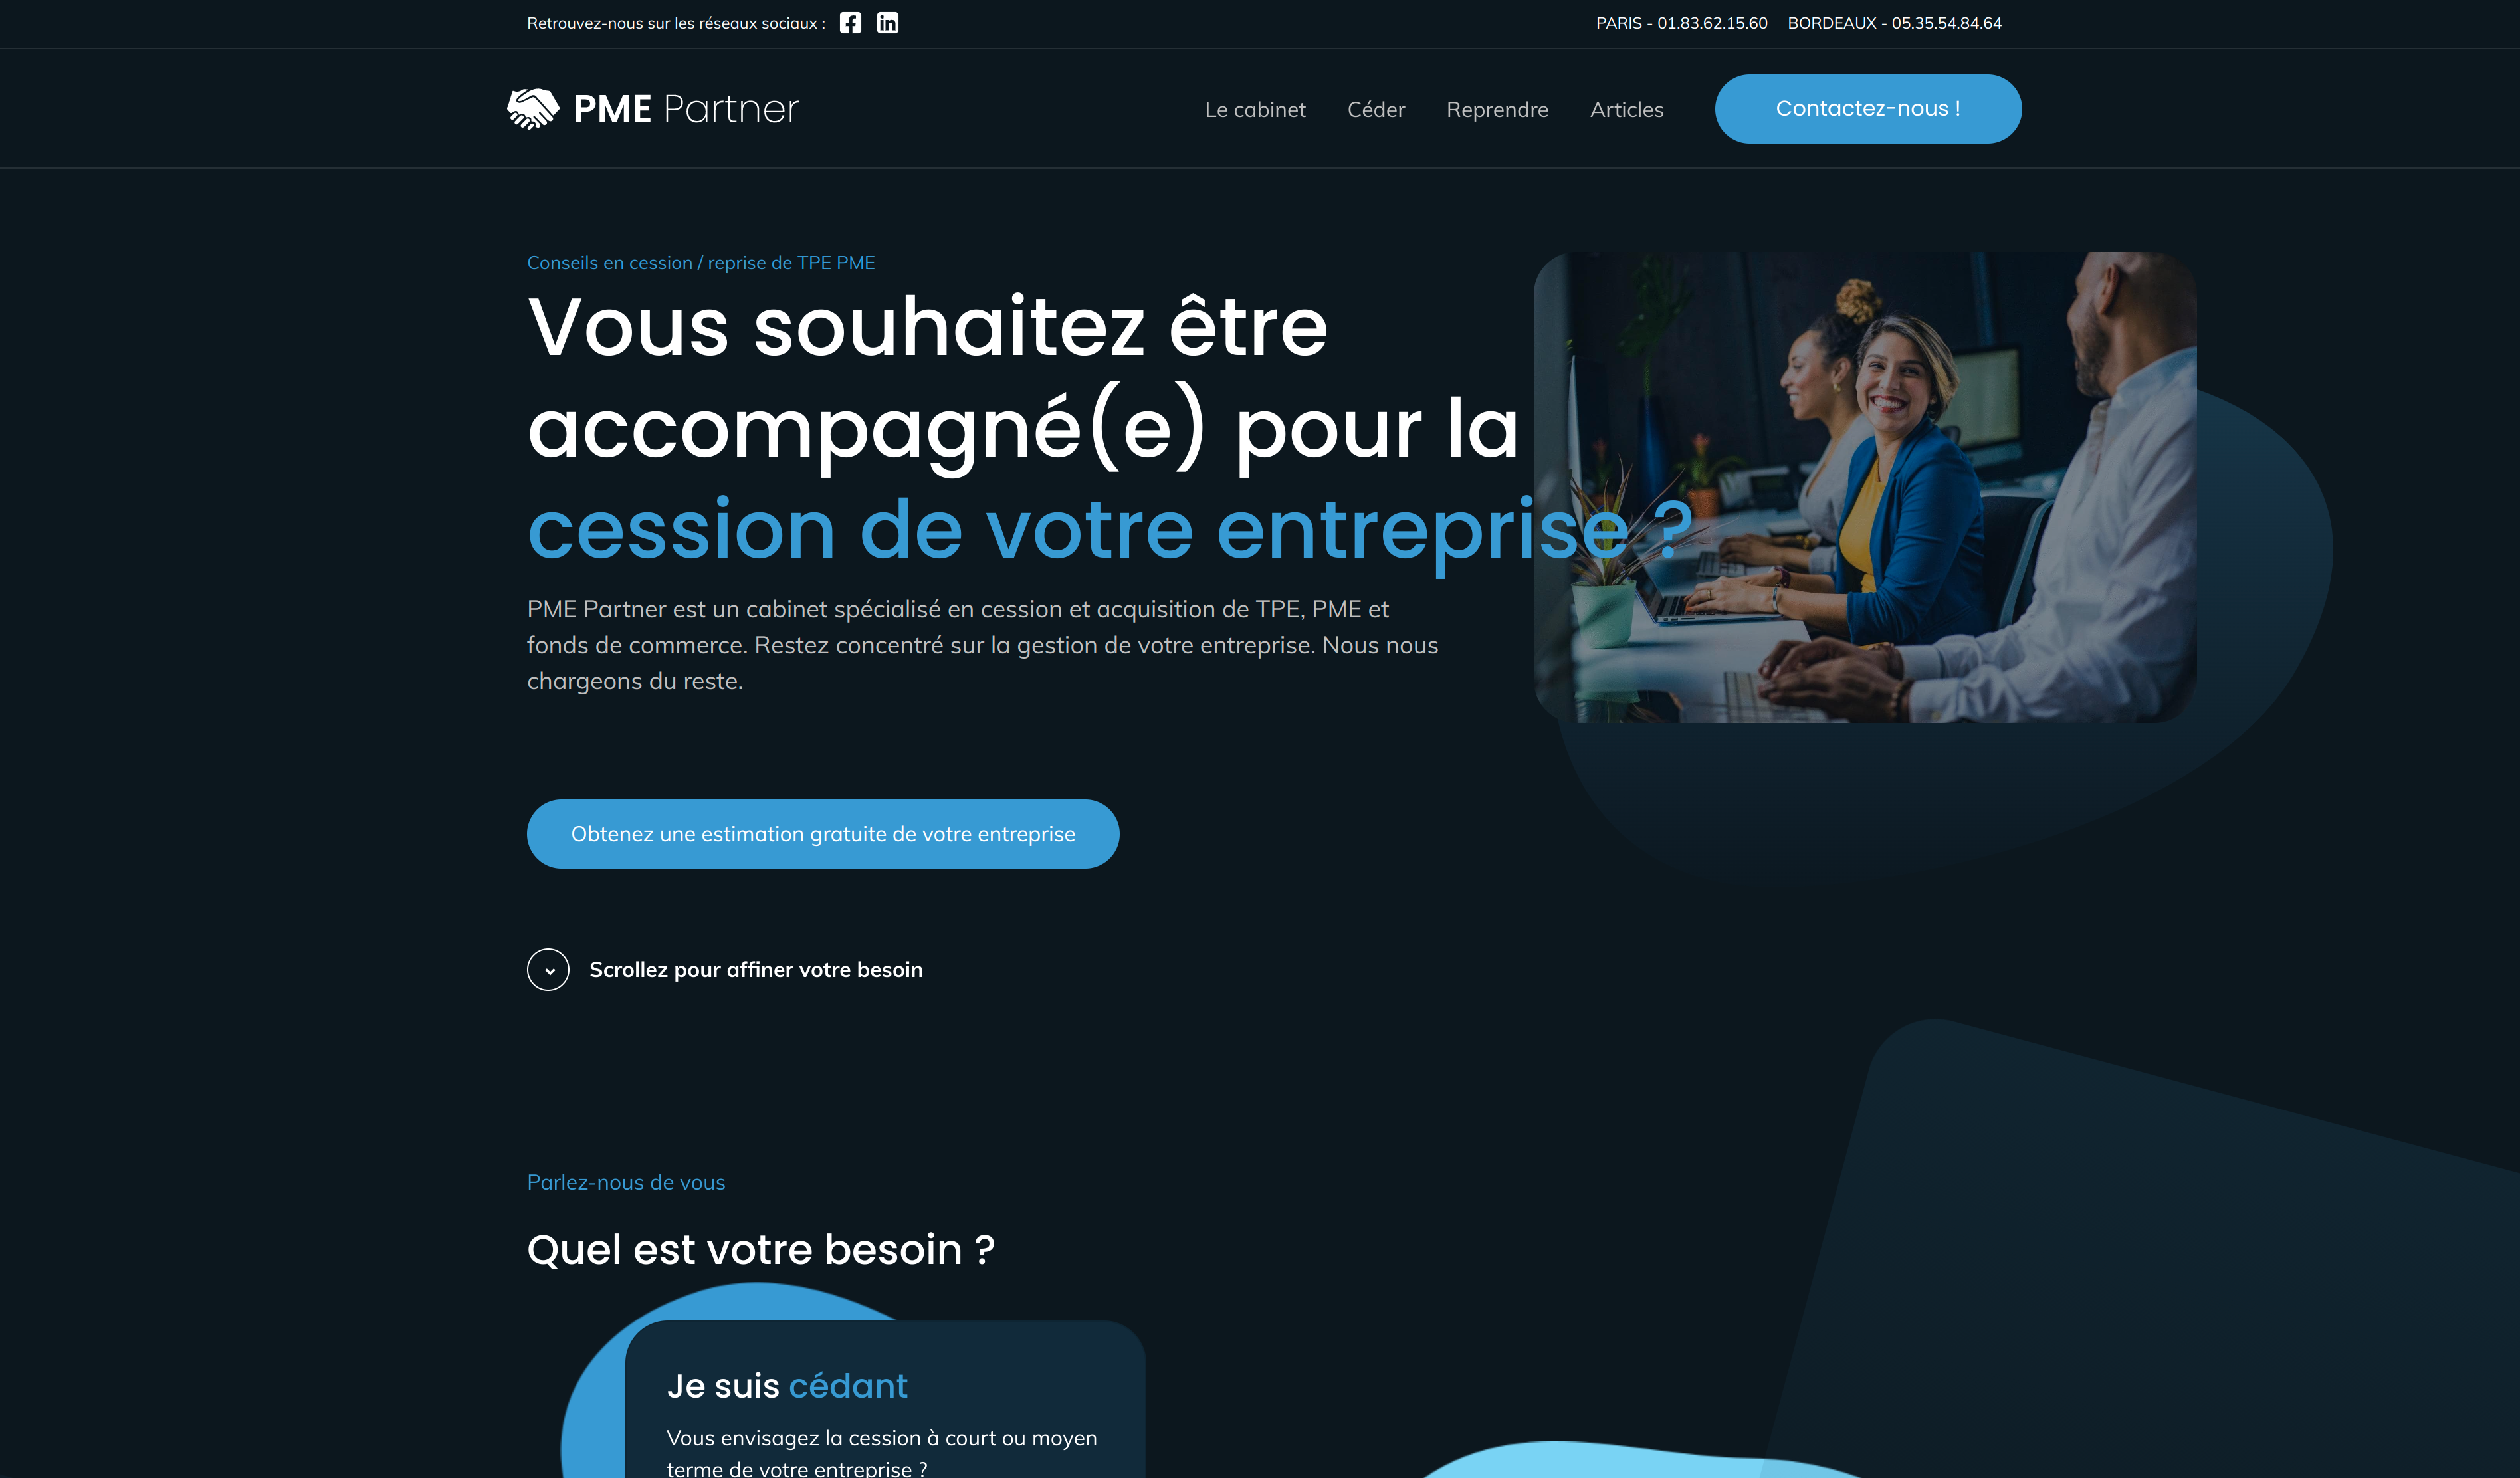 Retrouvez-nous sur les réseaux sociaux :
PARIS - 01.83.62.15.60 BORDEAUX - 05.35.54.84.64
PME Partner
Le cabinet Céder Reprendre Articles Contactez-nous !
Conseils en cession / reprise de TPE PME
Vous souhaitez être
accompagné(e) pour la
cession de votre entreprise ?
PME Partner est un cabinet spécialisé en cession et acquisition de TPE, PME et
fonds de commerce. Restez concentré sur la gestion de votre entreprise. Nous nous
chargeons du reste.
Obtenez une estimation gratuite de votre entreprise
Scrollez pour affiner votre besoin
Parlez-nous de vous
Quel est votre besoin ?
Je suis cédant
Vous envisagez la cession à court ou moyen
terme de votre entreprise ?